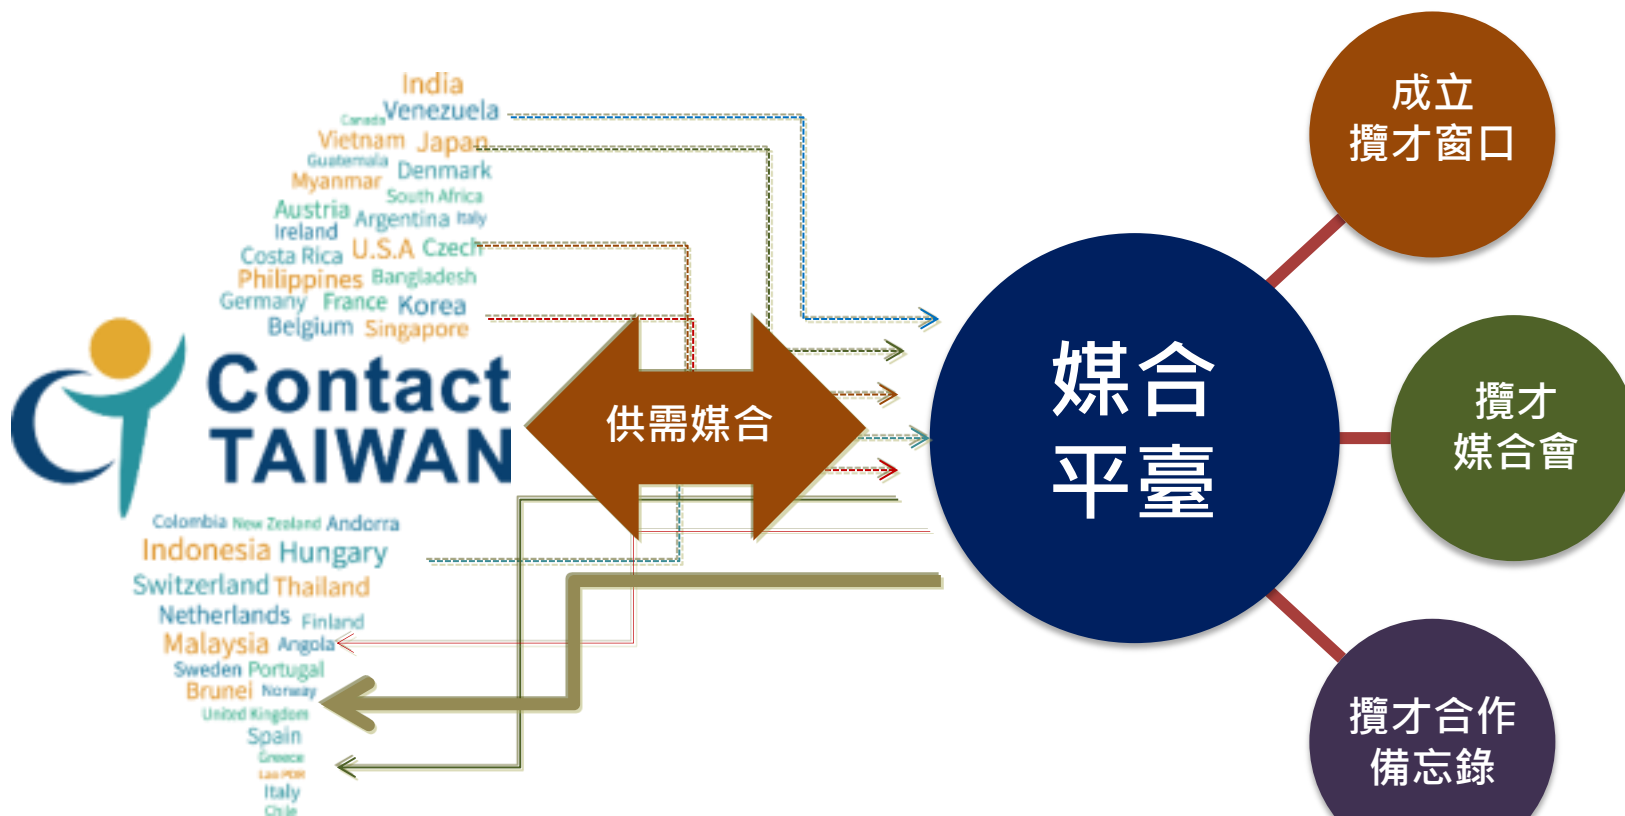 India
Canada Venezuela
Vietnam Japan
Guatemala Denmark
Myanmar
South Africa
Austria Argentina Italy
Ireland
Costa Rica U.S.A Czech
Philippines Bangladesh
Germany France Korea
Belgium Singapore
Contact
TAIWAN
Colombia New Zealand Andorra
Indonesia Hungary
Switzerland Thailand
Netherlands Finland
Malaysia Angola
Sweden Portugal
Brunei Norway
United Kingdom
Spain
Greece
Lao PDR
Italy
Chile
供需媒合
媒合
平臺
成立
攬才窗口
攬才
媒合會
攬才合作
備忘錄